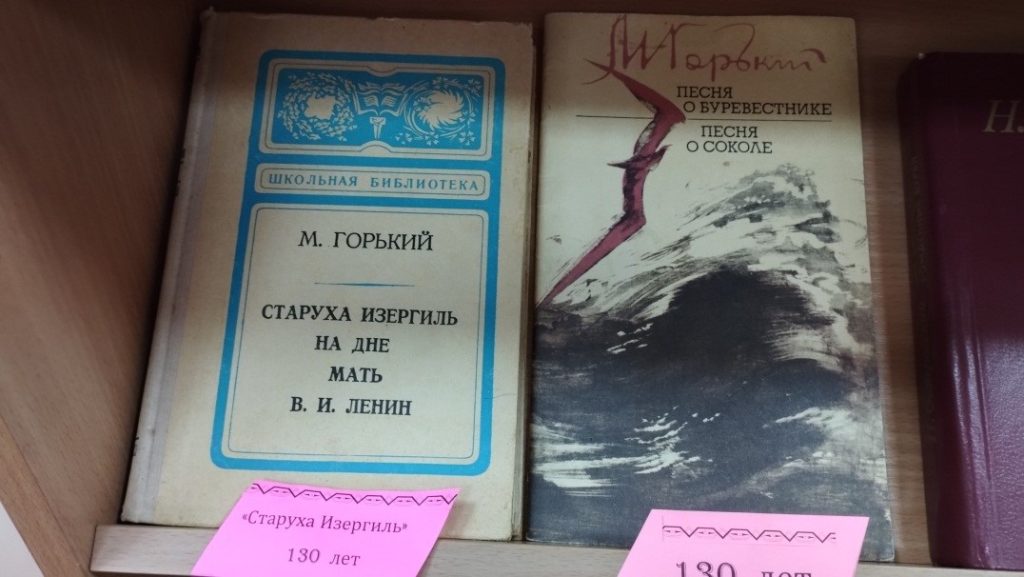 ШКОЛЬНАЯ БИБЛИОТЕКА
М. ГОРЬКИЙ
СТАРУХА ИЗЕРГИЛЬ
НА ДНЕ
МАТЬ
В. И. ЛЕНИН
«Старуха Изергиль»
130 лет
М. Горький
ПЕСНЯ
О БУРЕВЕСТНИКЕ
ПЕСНЯ
О СОКОЛЕ
130 лет
Н.